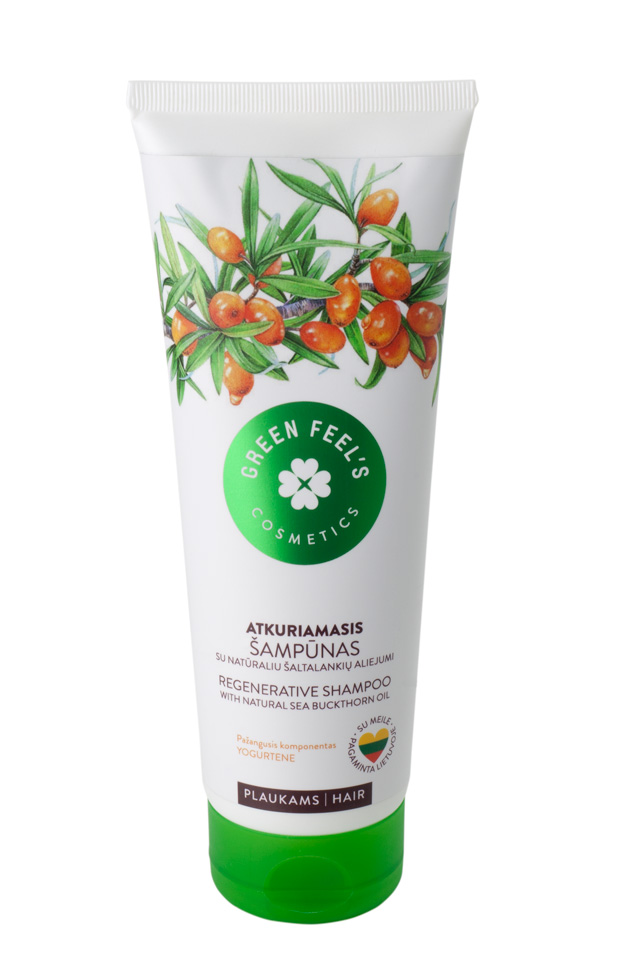 GREEN FEEL'S
COSMETICS
ATKURIAMASIS
ŠAMPŪNAS
SU NATŪRALIU ŠALTALANKIŲ ALIEJUMI
REGENERATIVE SHAMPOO
WITH NATURAL SEA BUCKTHORN OIL
Pažangusis komponentas
YOGURTENE
· SU MEILE ·
PAGAMINTA LIETUVOJE
PLAUKAMS | HAIR